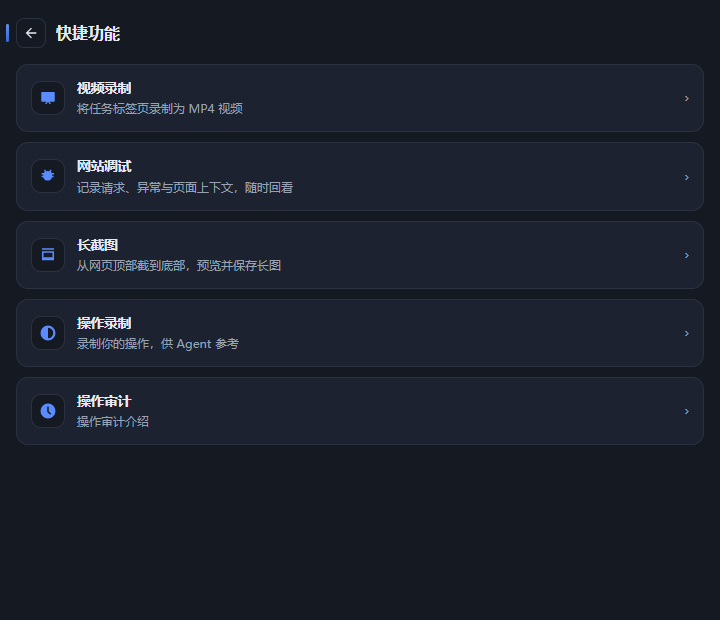 快捷功能
视频录制
将任务标签页录制为 MP4 视频
网站调试
记录请求、异常与页面上下文，随时回看
长截图
从网页顶部截到底部，预览并保存长图
操作录制
录制你的操作，供 Agent 参考
操作审计
操作审计介绍